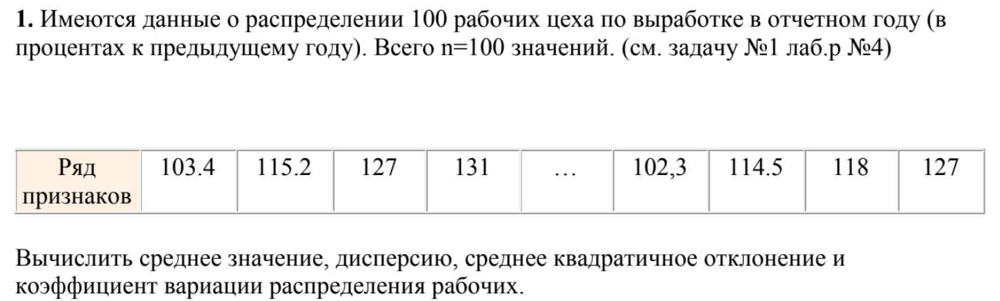 1. Имеются данные о распределении 100 рабочих цеха по выработке в отчетном году (в
процентах к предыдущему году). Всего n=100 значений. (см. задачу №1 лаб.р №4)
Ряд признаков 103.4 115.2 127 131 … 102,3 114.5 118 127
Вычислить среднее значение, дисперсию, среднее квадратичное отклонение и
коэффициент вариации распределения рабочих.